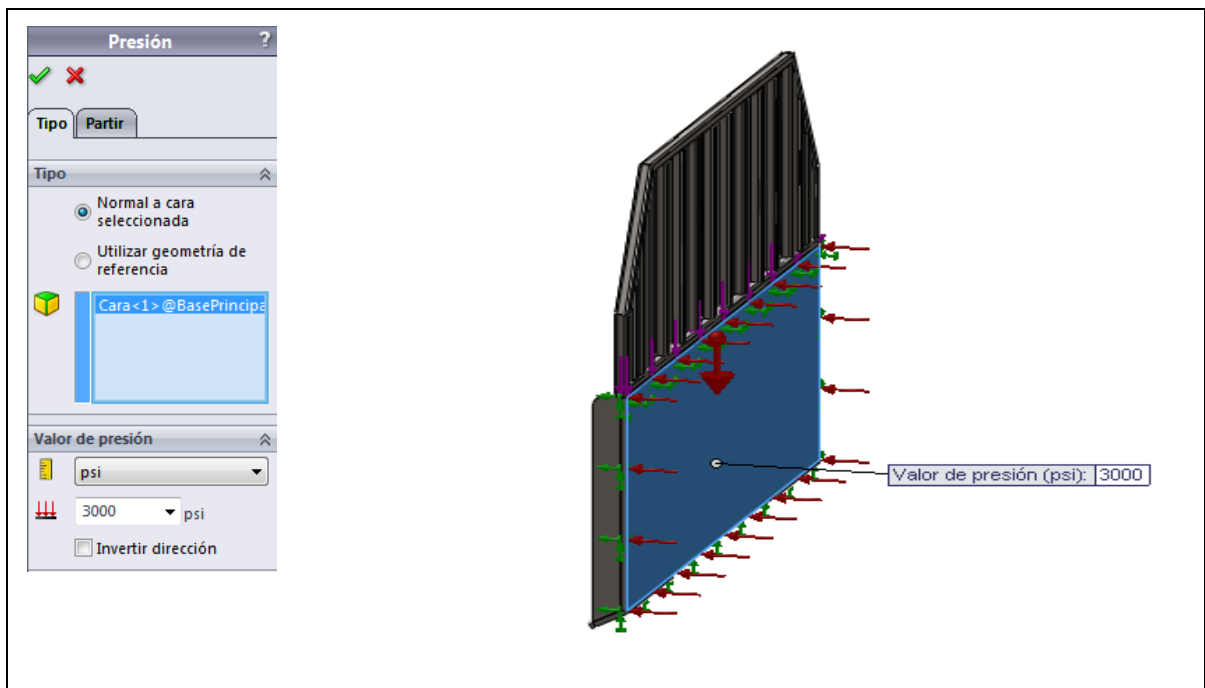 Presión ?
Tipo Partir
Tipo
Normal a cara
seleccionada
Utilizar geometría de
referencia
Cara<1>@BasePrincipa
Valor de presión
psi
3000 psi
Invertir dirección
Valor de presión (psi): 3000